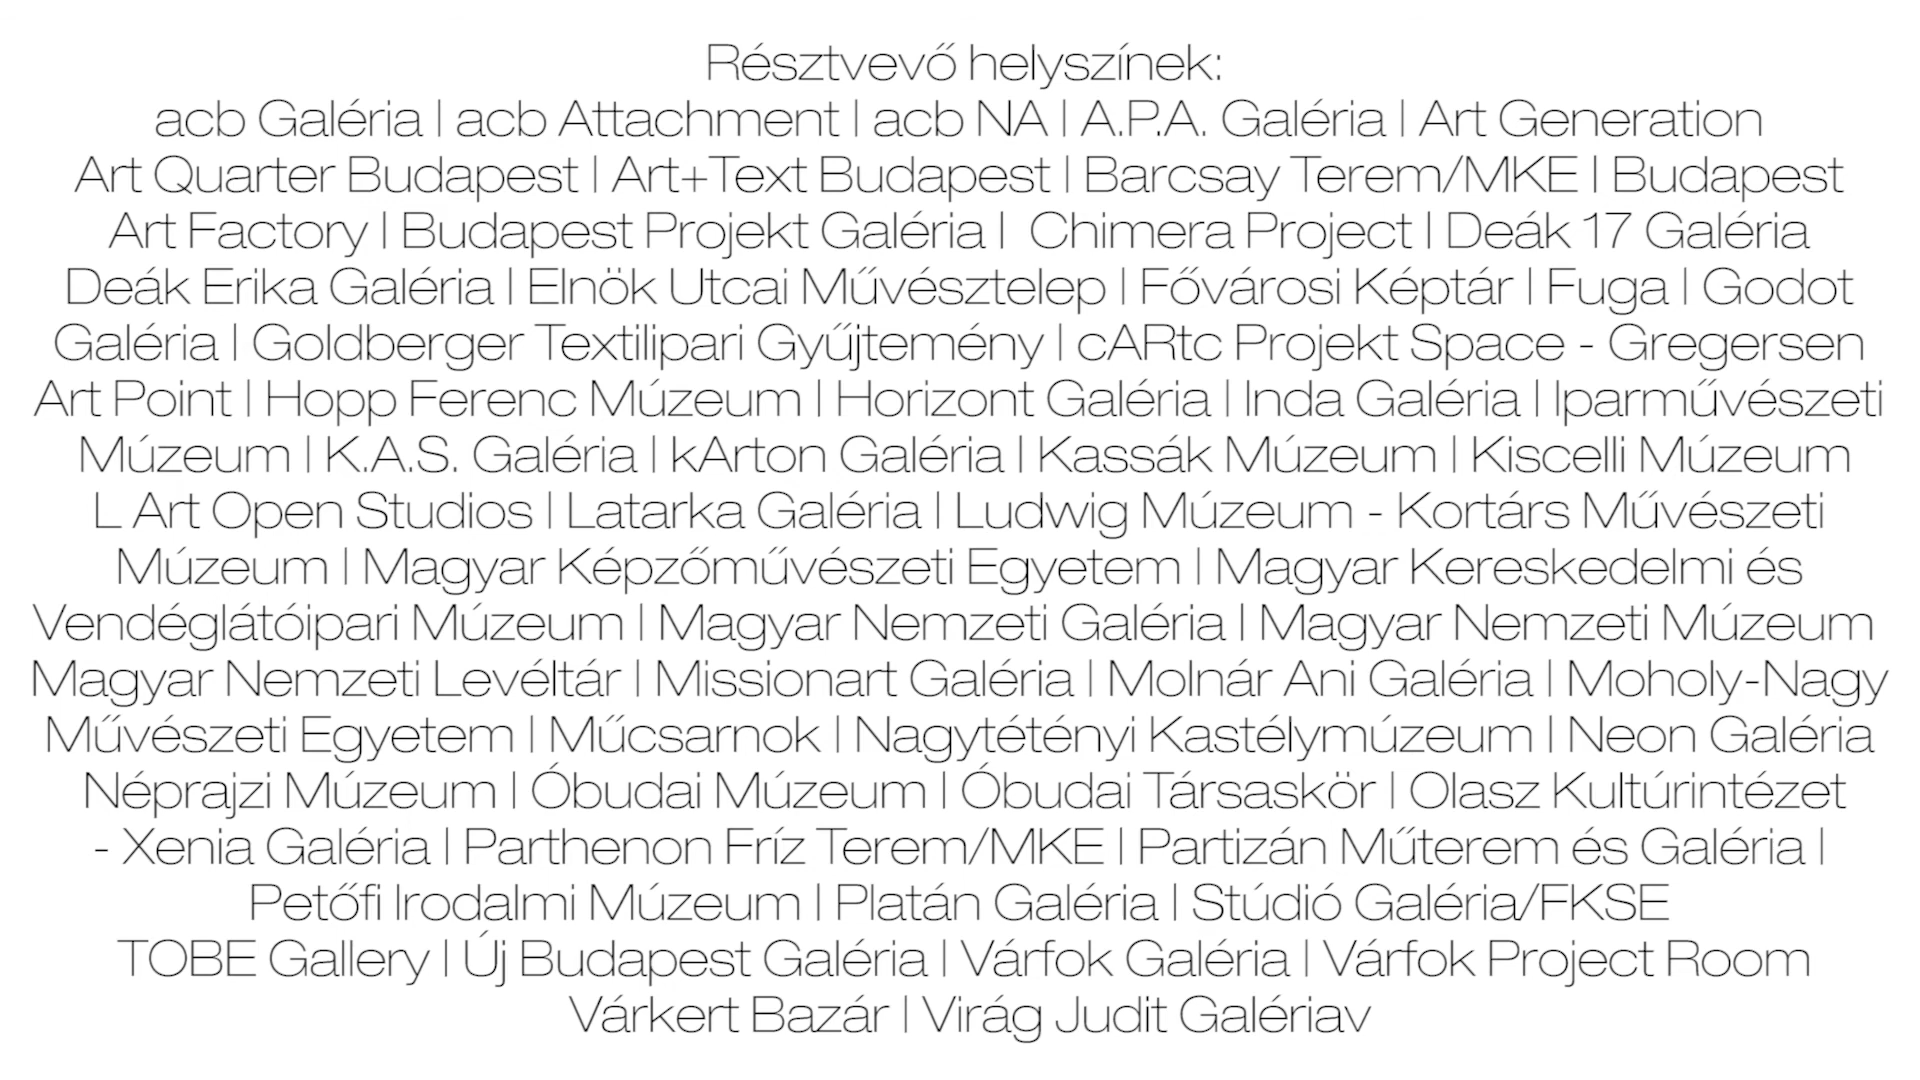 Résztvevő helyszínek:
acb Galéria | acb Attachment | acb NA | A.P.A. Galéria | Art Generation
Art Quarter Budapest | Art+Text Budapest | Barcsay Terem/MKE | Budapest
Art Factory | Budapest Projekt Galéria | Chimera Project | Deák 17 Galéria
Deák Erika Galéria | Elnök Utcai Művésztelep | Fővárosi Képtár | Fuga | Godot
Galéria | Goldberger Textilipari Gyűjtemény | cARtc Projekt Space - Gregersen
Art Point | Hopp Ferenc Múzeum | Horizont Galéria | Inda Galéria | Iparművészeti
Múzeum | K.A.S. Galéria | kArton Galéria | Kassák Múzeum | Kiscelli Múzeum
L Art Open Studios | Latarka Galéria | Ludwig Múzeum - Kortárs Művészeti
Múzeum | Magyar Képzőművészeti Egyetem | Magyar Kereskedelmi és
Vendéglátóipari Múzeum | Magyar Nemzeti Galéria | Magyar Nemzeti Múzeum
Magyar Nemzeti Levéltár | Missionart Galéria | Molnár Ani Galéria | Moholy-Nagy
Művészeti Egyetem | Műcsarnok | Nagytétényi Kastélymúzeum | Neon Galéria
Néprajzi Múzeum | Óbudai Múzeum | Óbudai Társaskör | Olasz Kultúrintézet
- Xenia Galéria | Parthenon Fríz Terem/MKE | Partizán Műterem és Galéria |
Petőfi Irodalmi Múzeum | Platán Galéria | Stúdió Galéria/FKSE
TOBE Gallery | Új Budapest Galéria | Várfok Galéria | Várfok Project Room
Várkert Bazár | Virág Judit Galériav